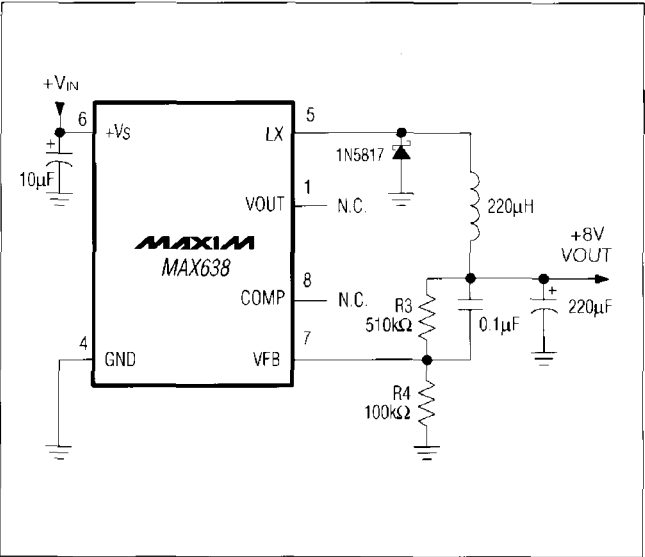 +VIN
6
+VS
10µF
5
LX
1N5817
1
VOUT
N.C.
220µH
MAXIM
MAX638
+8V
VOUT
8
COMP
N.C.
R3
510kΩ
0.1µF
220µF
4
GND
7
VFB
R4
100kΩ